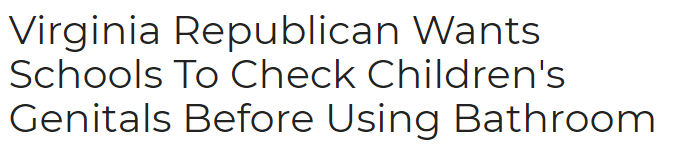 Virginia Republican Wants
Schools To Check Children's
Genitals Before Using Bathroom